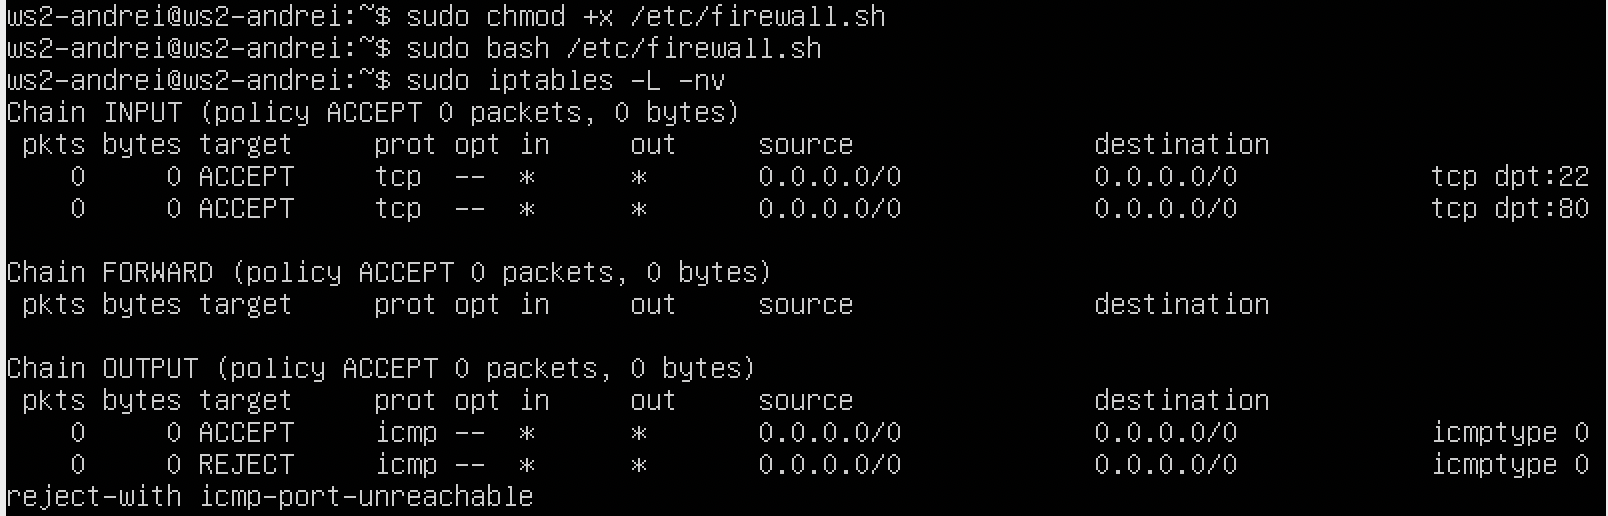 ws2-andrei@ws2-andrei:~$ sudo chmod +x /etc/firewall.sh
ws2-andrei@ws2-andrei:~$ sudo bash /etc/firewall.sh
ws2-andrei@ws2-andrei:~$ sudo iptables -L -nv
Chain INPUT (policy ACCEPT 0 packets, 0 bytes)
 pkts bytes target     prot opt in     out     source               destination
    0     0 ACCEPT     tcp  --  *      *       0.0.0.0/0            0.0.0.0/0            tcp dpt:22
    0     0 ACCEPT     tcp  --  *      *       0.0.0.0/0            0.0.0.0/0            tcp dpt:80

Chain FORWARD (policy ACCEPT 0 packets, 0 bytes)
 pkts bytes target     prot opt in     out     source               destination

Chain OUTPUT (policy ACCEPT 0 packets, 0 bytes)
 pkts bytes target     prot opt in     out     source               destination
    0     0 ACCEPT     icmp --  *      *       0.0.0.0/0            0.0.0.0/0            icmptype 0
    0     0 REJECT     icmp --  *      *       0.0.0.0/0            0.0.0.0/0            icmptype 0
reject-with icmp-port-unreachable